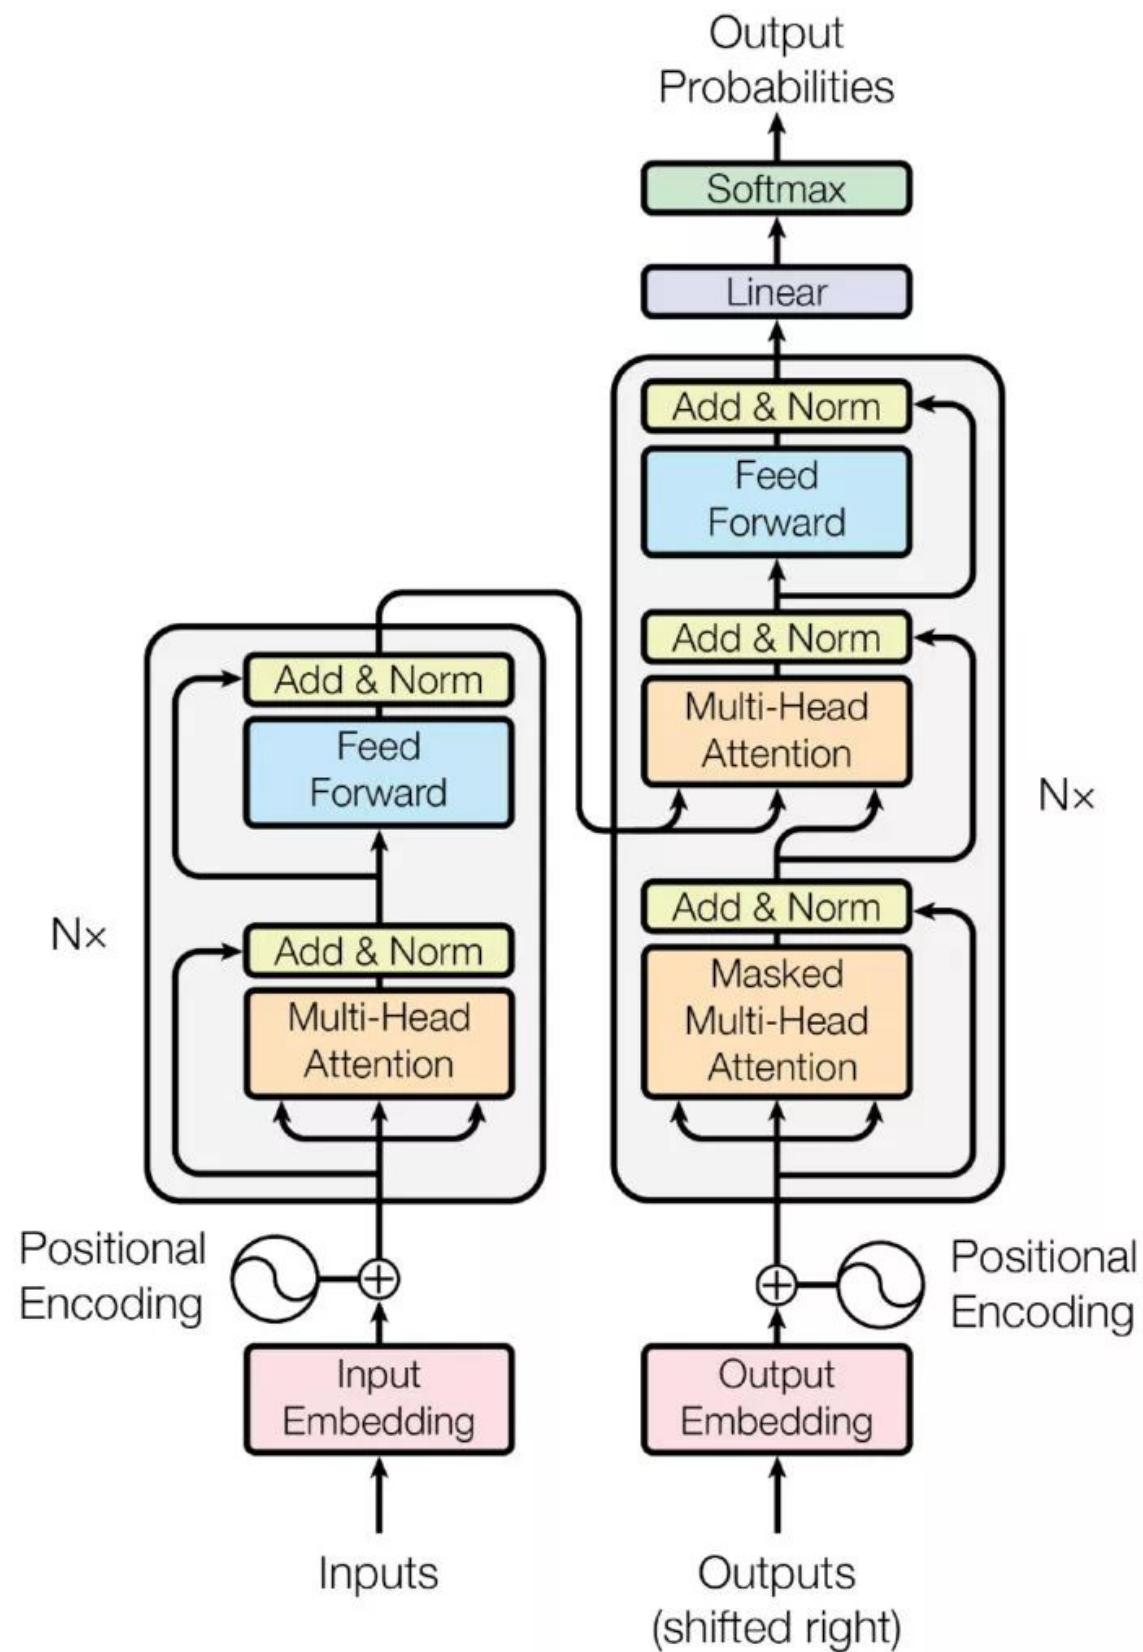 Output
Probabilities
Softmax
Linear
Add & Norm
Feed
Forward
Add & Norm
Multi-Head
Attention
Nx
Add & Norm
Masked
Multi-Head
Attention
Add & Norm
Feed
Forward
Nx
Add & Norm
Multi-Head
Attention
Positional
Encoding
Positional
Encoding
Input
Embedding
Output
Embedding
Inputs
Outputs
(shifted right)